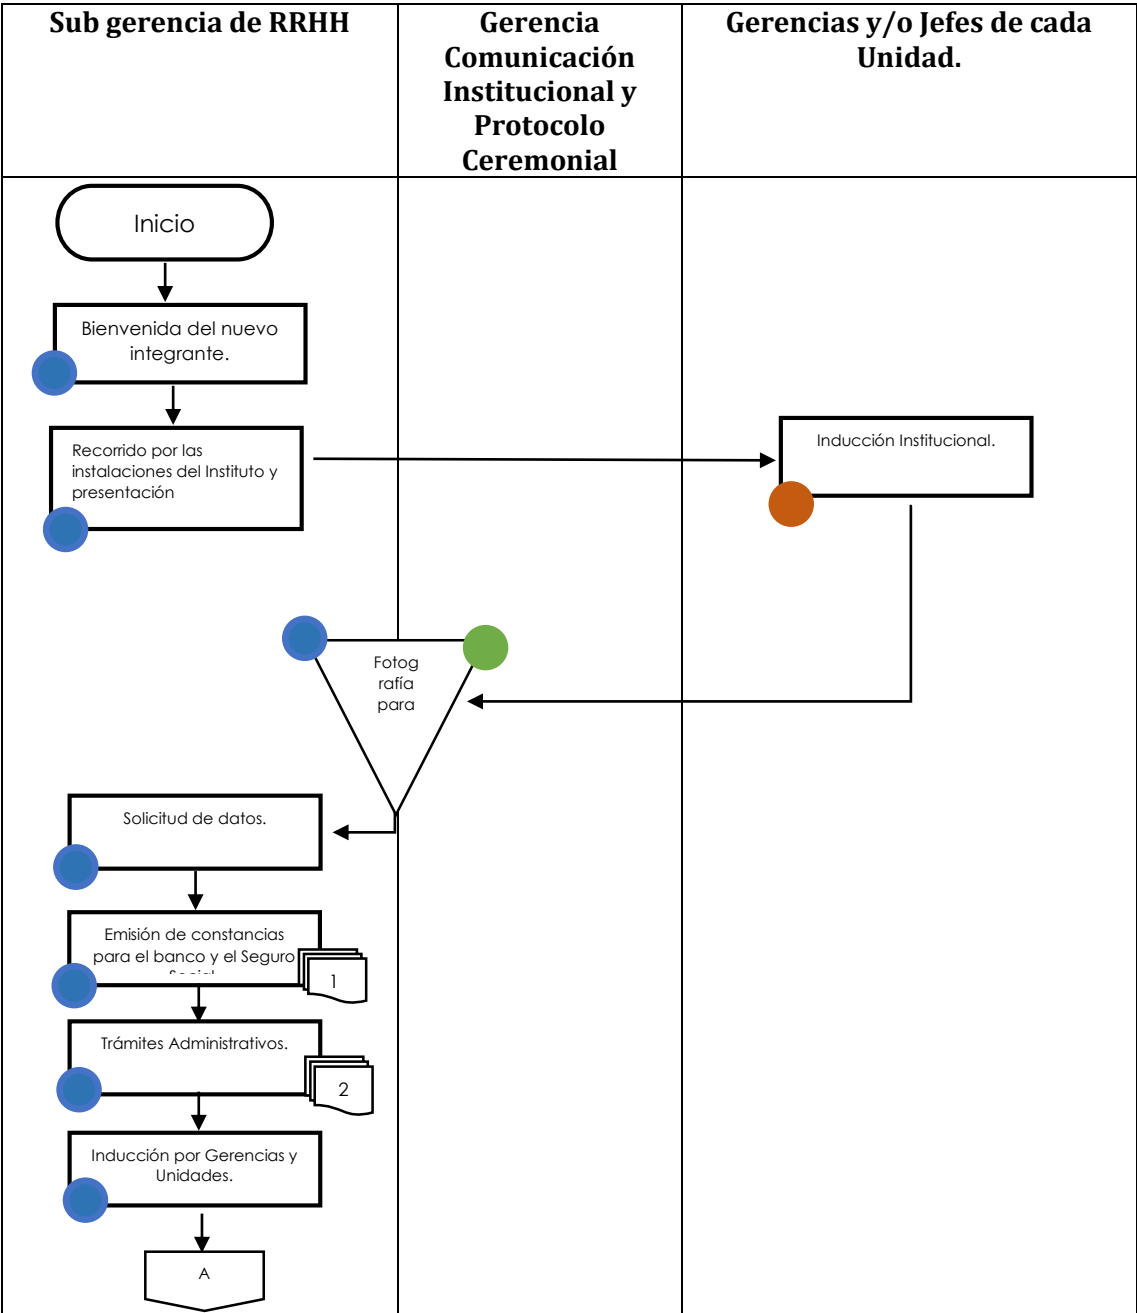 Sub gerencia de RRHH
Gerencia
Comunicación
Institucional y
Protocolo
Ceremonial
Gerencias y/o Jefes de cada
Unidad.
Inicio
Bienvenida del nuevo
integrante.
Recorrido por las
instalaciones del Instituto y
presentación
Inducción Institucional.
Fotog
rafía
para
Solicitud de datos.
Emisión de constancias
para el banco y el Seguro
1
Trámites Administrativos.
2
Inducción por Gerencias y
Unidades.
A